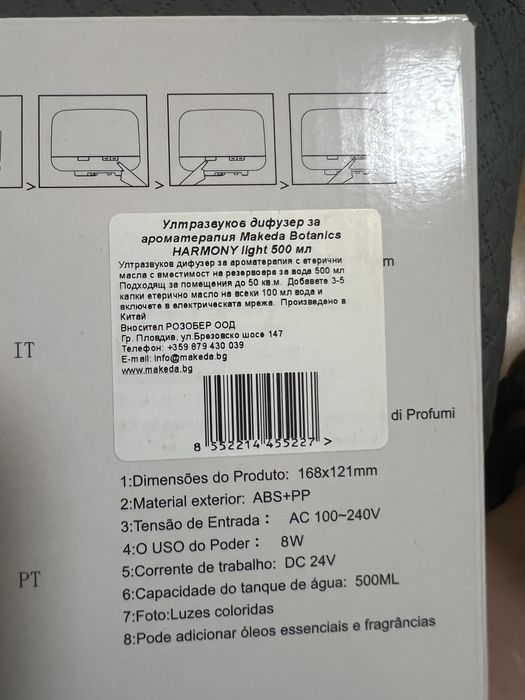 Ултразвуков дифузер за
ароматерапия Makeda Botanics
HARMONY light 500 мл
Ултразвуков дифузер за ароматерапия с етерични
масла с вместимост на резервоара за вода 500 мл
Подходящ за помещения до 50 кв.м. Добавете 3-5
капки етерично масло на всеки 100 мл вода и
включете в електрическата мрежа. Произведено в
Китай
Вносител РОЗОБЕР ООД
Гр. Пловдив, ул.Брезовско шосе 147
Телефон: +359 879 430 039
E-mail: info@makeda.bg
www.makeda.bg
8 552214 455227 >
m
IT
di Profumi
1:Dimensões do Produto: 168x121mm
2:Material exterior: ABS+PP
3:Tensão de Entrada： AC 100~240V
4:O USO do Poder： 8W
5:Corrente de trabalho: DC 24V
PT
6:Capacidade do tanque de água: 500ML
7:Foto:Luzes coloridas
8:Pode adicionar óleos essenciais e fragrâncias